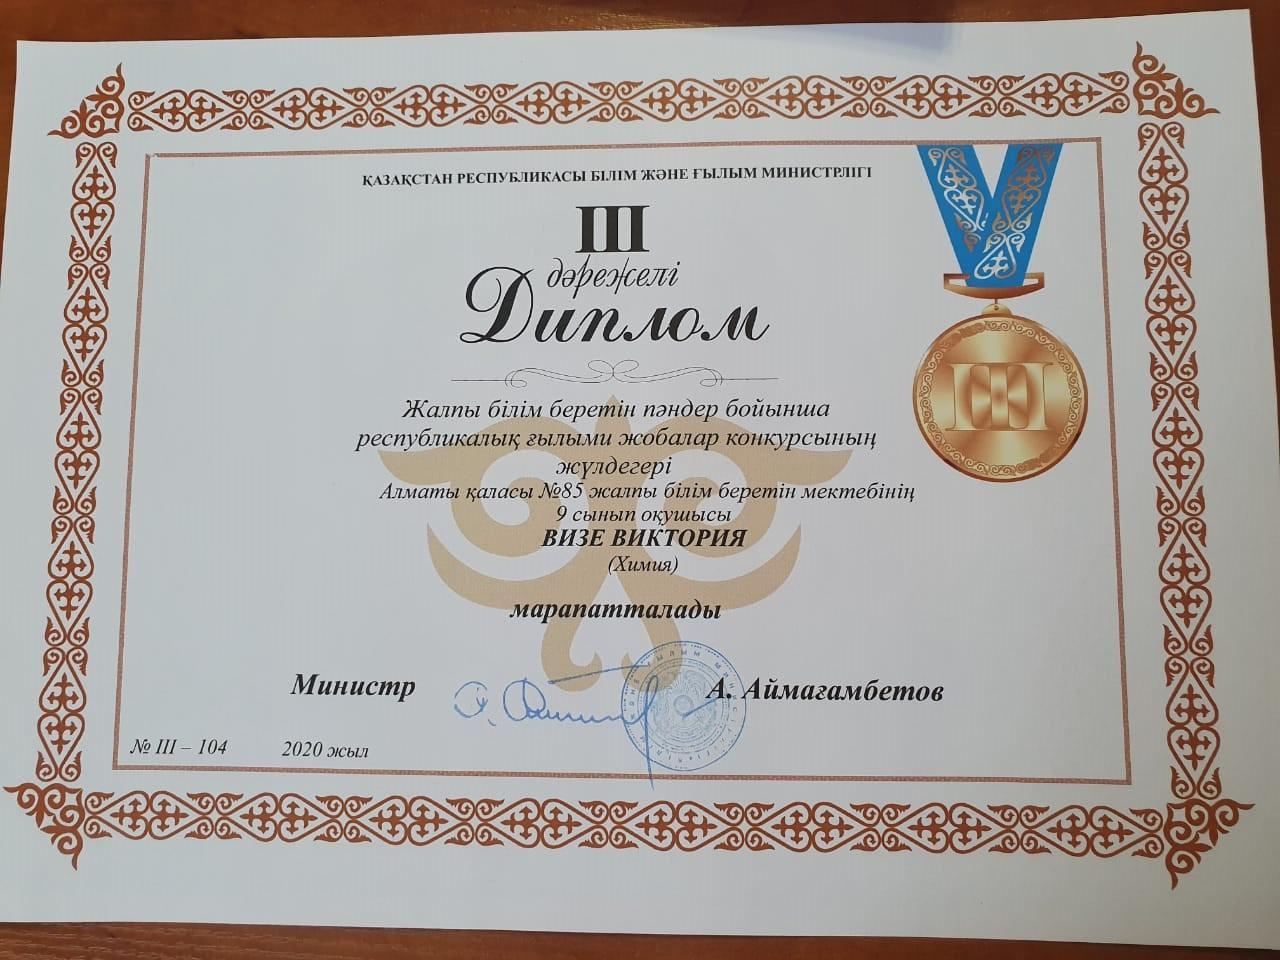 ҚАЗАҚСТАН РЕСПУБЛИКАСЫ БІЛІМ ЖӘНЕ ҒЫЛЫМ МИНИСТРЛІГІ
III
дәрежелі
Диплом
III
Жалпы білім беретін пәндер бойынша
республикалық ғылыми жобалар конкурсының
жүлдегері
Алматы қаласы №85 жалпы білім беретін мектебінің
9 сынып оқушысы
ВИЗЕ ВИКТОРИЯ
(Химия)
марапатталады
Министр А. Аймағамбетов
№ III – 104 2020 жыл